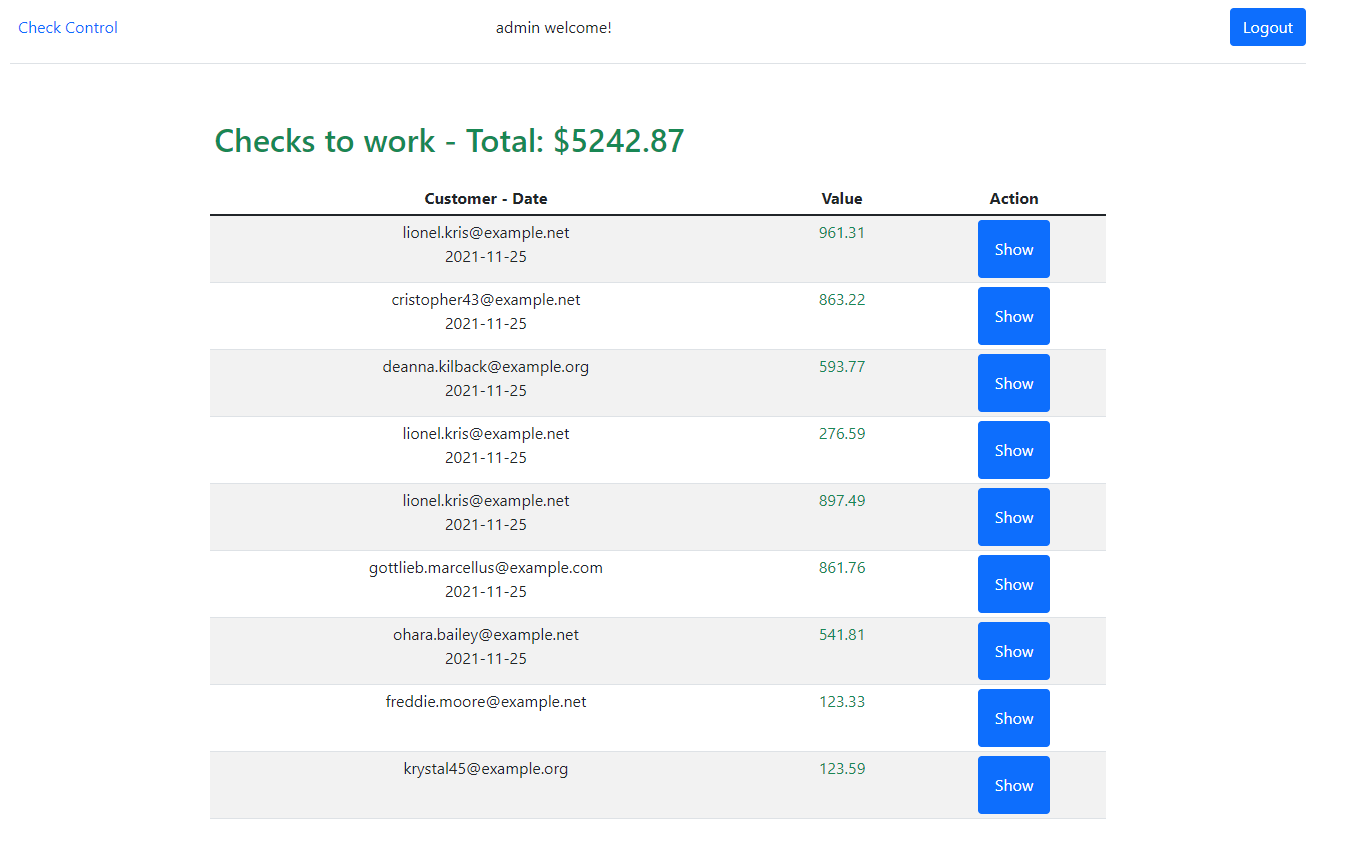 Check Control admin welcome! Logout
Checks to work - Total: $5242.87
Customer - Date Value Action
lionel.kris@example.net 961.31 Show
2021-11-25
cristopher43@example.net 863.22 Show
2021-11-25
deanna.kilback@example.org 593.77 Show
2021-11-25
lionel.kris@example.net 276.59 Show
2021-11-25
lionel.kris@example.net 897.49 Show
2021-11-25
gottlieb.marcellus@example.com 861.76 Show
2021-11-25
ohara.bailey@example.net 541.81 Show
2021-11-25
freddie.moore@example.net 123.33 Show
krystal45@example.org 123.59 Show